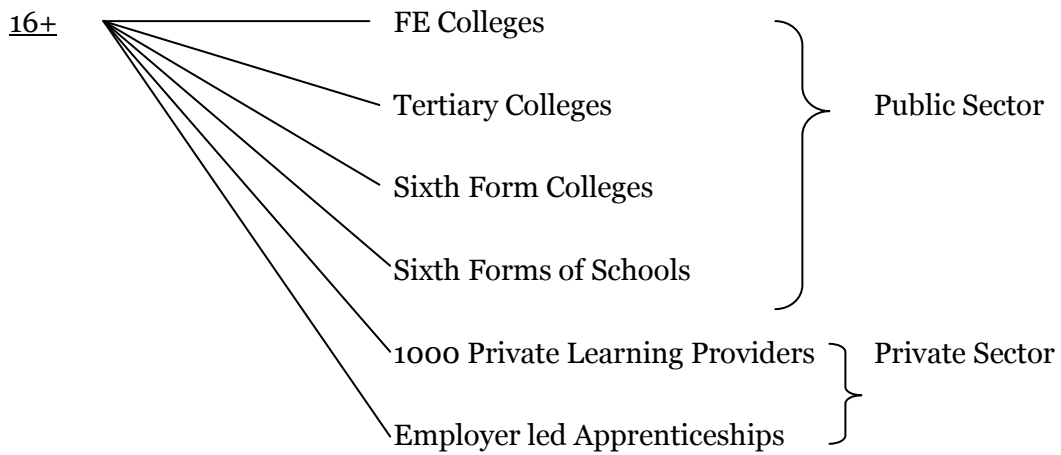 16+
FE Colleges
Tertiary Colleges
Public Sector
Sixth Form Colleges
Sixth Forms of Schools
1000 Private Learning Providers
Private Sector
Employer led Apprenticeships